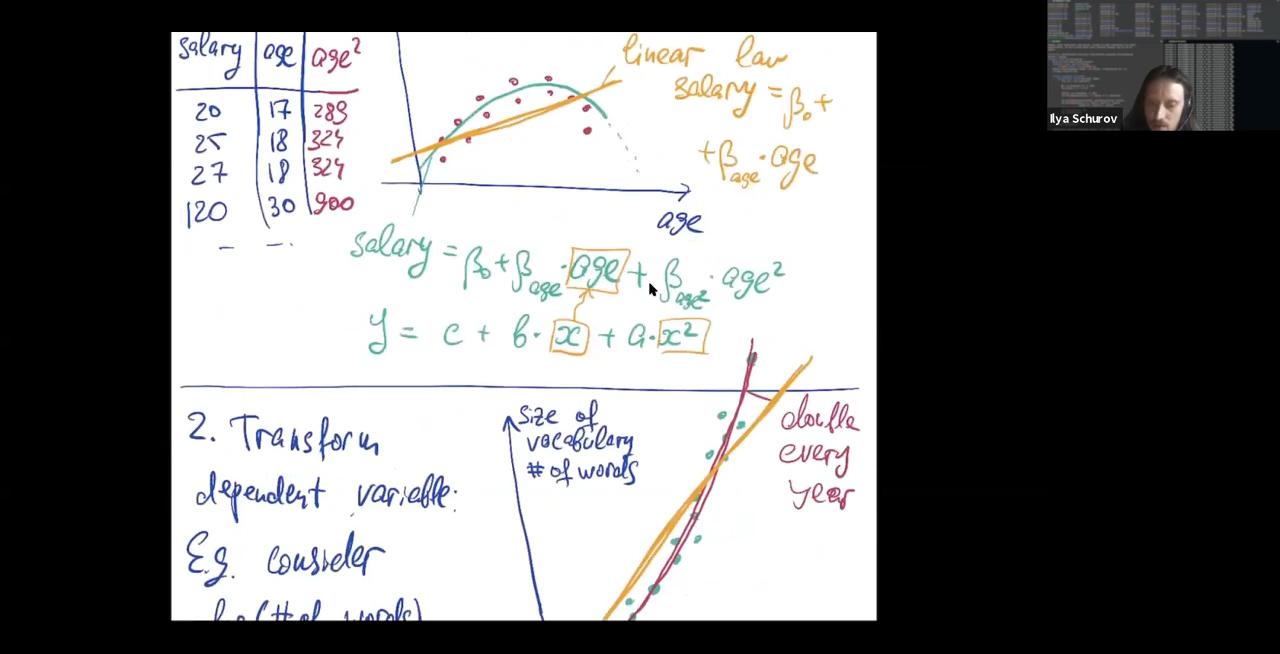 salary age age²
20 17 289
25 18 324
27 18 324
120 30 900
linear law
salary = β₀ +
+ β_age · age
age
salary = β₀ + β_age · age + β_age² · age²
y = c + b · x + a · x²
2. Transform
dependent variable:
E.g. consider
size of
vocabulary
# of words
double
every
year
Ilya Schurov